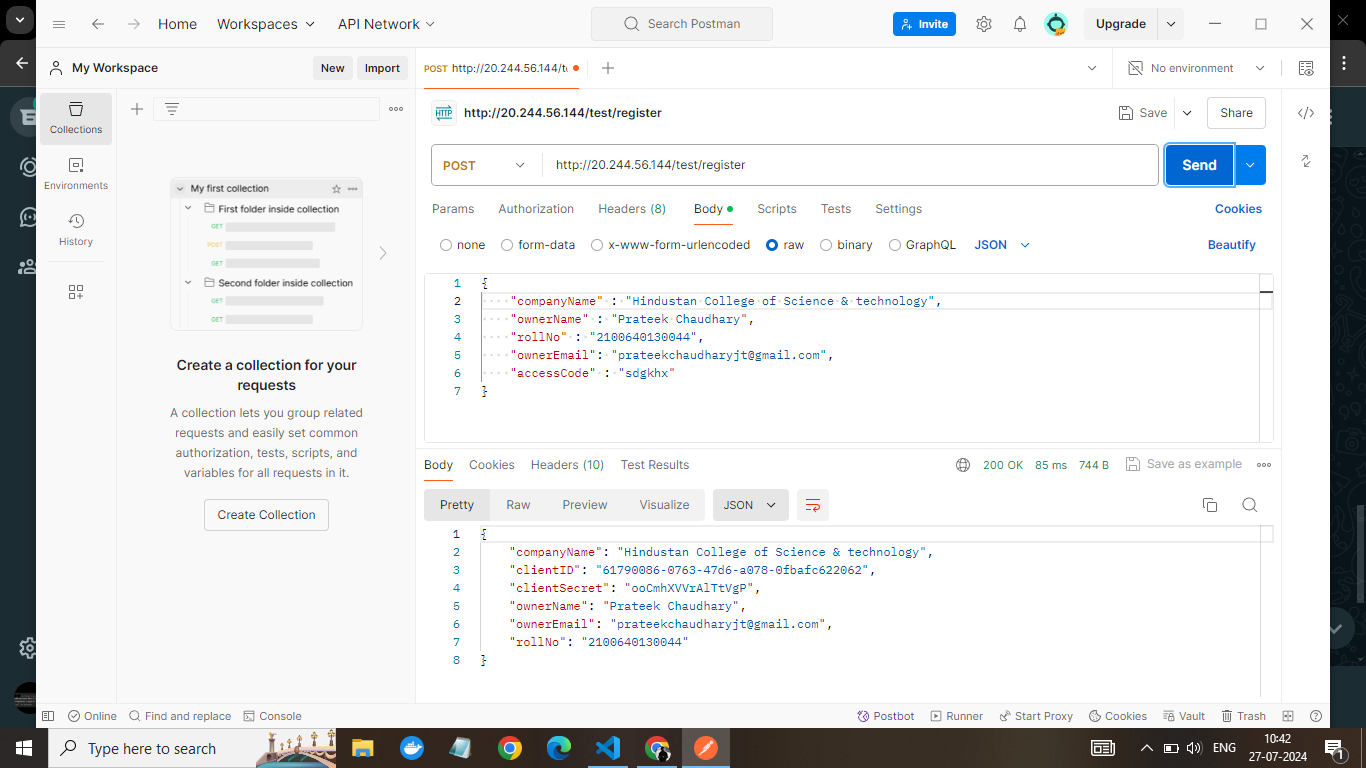 Home
Workspaces
API Network
Search Postman
Invite
Upgrade
My Workspace
New
Import
POST http://20.244.56.144/t
No environment
Collections
Environments
History
My first collection
First folder inside collection
GET
POST
GET
Second folder inside collection
GET
GET
Create a collection for your
requests
A collection lets you group related
requests and easily set common
authorization, tests, scripts, and
variables for all requests in it.
Create Collection
HTTP
http://20.244.56.144/test/register
Save
Share
POST
http://20.244.56.144/test/register
Send
Params
Authorization
Headers (8)
Body
Scripts
Tests
Settings
Cookies
none
form-data
x-www-form-urlencoded
raw
binary
GraphQL
JSON
Beautify
1 {
2 "companyName" : "Hindustan College of Science & technology",
3 "ownerName" : "Prateek Chaudhary",
4 "rollNo" : "2100640130044",
5 "ownerEmail": "prateekchaudharyjt@gmail.com",
6 "accessCode" : "sdgkhx"
7 }
Body
Cookies
Headers (10)
Test Results
200 OK
85 ms
744 B
Save as example
Pretty
Raw
Preview
Visualize
JSON
1 {
2 "companyName": "Hindustan College of Science & technology",
3 "clientID": "61790086-0763-47d6-a078-0fbafc622062",
4 "clientSecret": "ooCmhXVVrAlTtVgP",
5 "ownerName": "Prateek Chaudhary",
6 "ownerEmail": "prateekchaudharyjt@gmail.com",
7 "rollNo": "2100640130044"
8 }
Online
Find and replace
Console
Postbot
Runner
Start Proxy
Cookies
Vault
Trash
Type here to search
ENG
10:42
27-07-2024
1